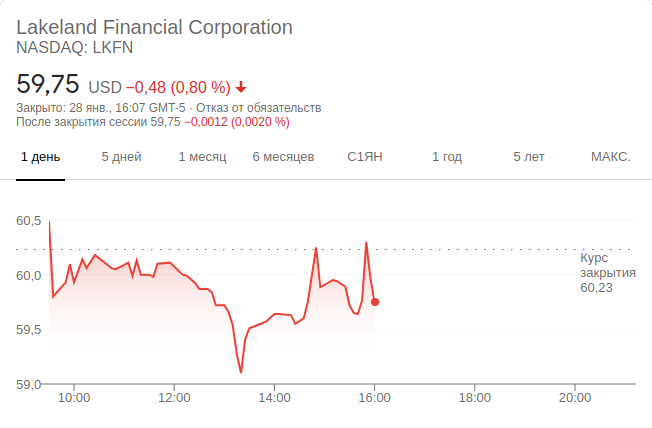 Lakeland Financial Corporation
NASDAQ: LKFN
59,75 USD −0,48 (0,80 %)
Закрыто: 28 янв., 16:07 GMT-5 · Отказ от обязательств
После закрытия сессии 59,75 −0,0012 (0,0020 %)
1 день 5 дней 1 месяц 6 месяцев С1ЯН 1 год 5 лет МАКС.
60,5
60,0
59,5
59,0
Курс
закрытия
60,23
10:00 12:00 14:00 16:00 18:00 20:00